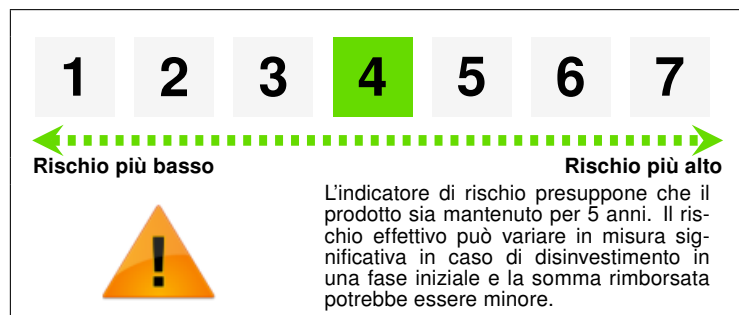 1 2 3 4 5 6 7
Rischio più basso Rischio più alto
L'indicatore di rischio presuppone che il
prodotto sia mantenuto per 5 anni. Il ris-
chio effettivo può variare in misura sig-
nificativa in caso di disinvestimento in
una fase iniziale e la somma rimborsata
potrebbe essere minore.